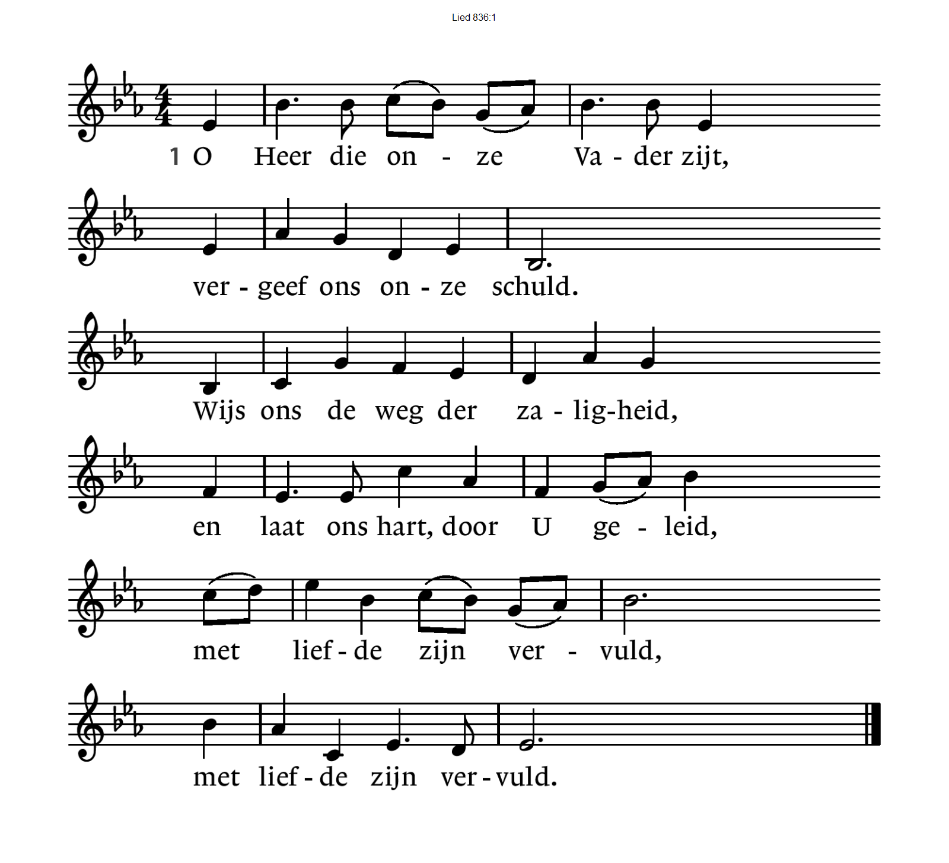 Lied 836:1
4
4
1 O Heer die on - ze Va - der zijt,
ver - geef ons on - ze schuld.
Wijs ons de weg der za - lig-heid,
en laat ons hart, door U ge - leid,
met lief - de zijn ver - vuld,
met lief - de zijn ver - vuld.